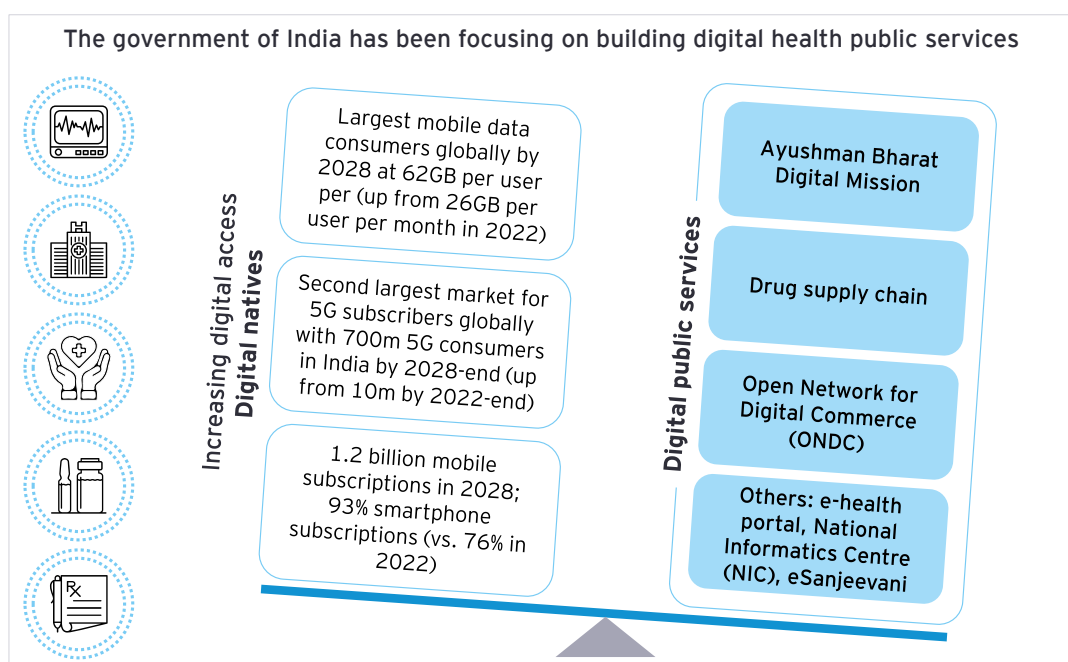 The government of India has been focusing on building digital health public services
Increasing digital access
Digital natives
Largest mobile data
consumers globally by
2028 at 62GB per user
per (up from 26GB per
user per month in 2022)
Second largest market for
5G subscribers globally
with 700m 5G consumers
in India by 2028-end (up
from 10m by 2022-end)
1.2 billion mobile
subscriptions in 2028;
93% smartphone
subscriptions (vs. 76% in
2022)
Digital public services
Ayushman Bharat
Digital Mission
Drug supply chain
Open Network for
Digital Commerce
(ONDC)
Others: e-health
portal, National
Informatics Centre
(NIC), eSanjeevani
Rx